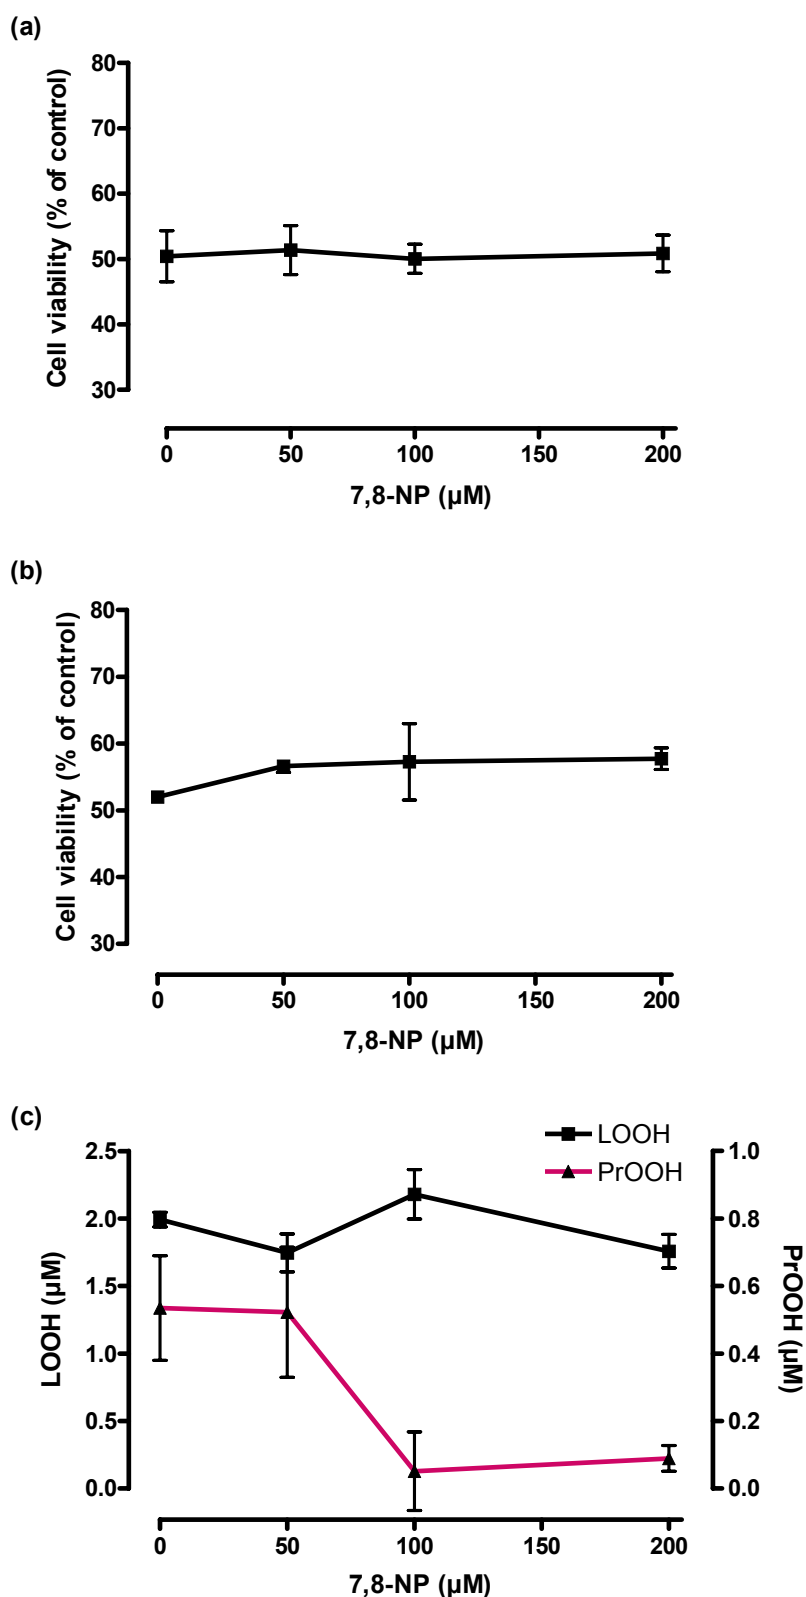 (a)
80
70
60
50
40
30
Cell viability (% of control)
0 50 100 150 200
7,8-NP (µM)
(b)
80
70
60
50
40
30
Cell viability (% of control)
0 50 100 150 200
7,8-NP (µM)
(c)
LOOH
PrOOH
2.5
2.0
1.5
1.0
0.5
0.0
LOOH (µM)
1.0
0.8
0.6
0.4
0.2
0.0
PrOOH (µM)
0 50 100 150 200
7,8-NP (µM)